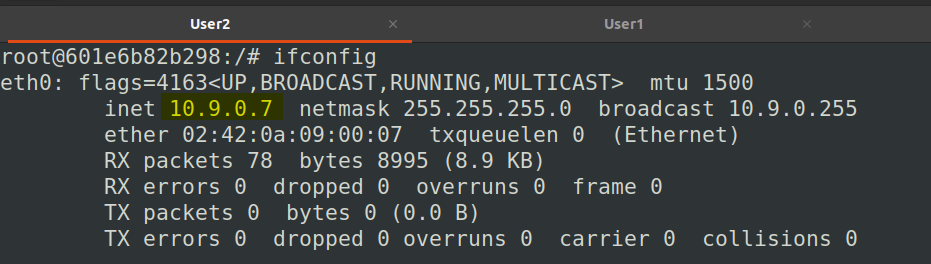 User2 × User1 ×
root@601e6b82b298:/# ifconfig
eth0: flags=4163<UP,BROADCAST,RUNNING,MULTICAST>  mtu 1500
        inet 10.9.0.7  netmask 255.255.255.0  broadcast 10.9.0.255
        ether 02:42:0a:09:00:07  txqueuelen 0  (Ethernet)
        RX packets 78  bytes 8995 (8.9 KB)
        RX errors 0  dropped 0  overruns 0  frame 0
        TX packets 0  bytes 0 (0.0 B)
        TX errors 0  dropped 0 overruns 0  carrier 0  collisions 0